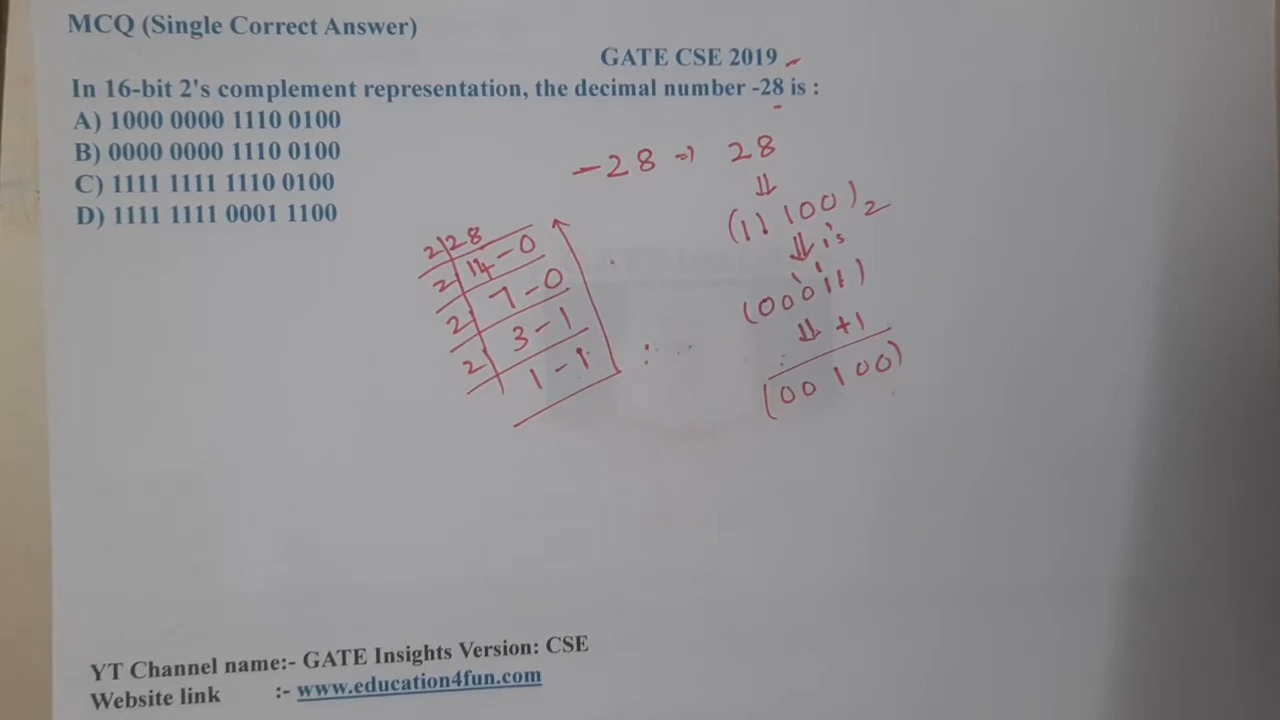 MCQ (Single Correct Answer)
GATE CSE 2019
In 16-bit 2's complement representation, the decimal number -28 is :
A) 1000 0000 1110 0100
B) 0000 0000 1110 0100
C) 1111 1111 1110 0100
D) 1111 1111 0001 1100
-28 ⇒ 28
⇓
(11100)2
⇓ 1's
(00011)
⇓ +1
(00100)
2 28
2 14 - 0
2 7 - 0
2 3 - 1
1 - 1
YT Channel name:- GATE Insights Version: CSE
Website link :- www.education4fun.com